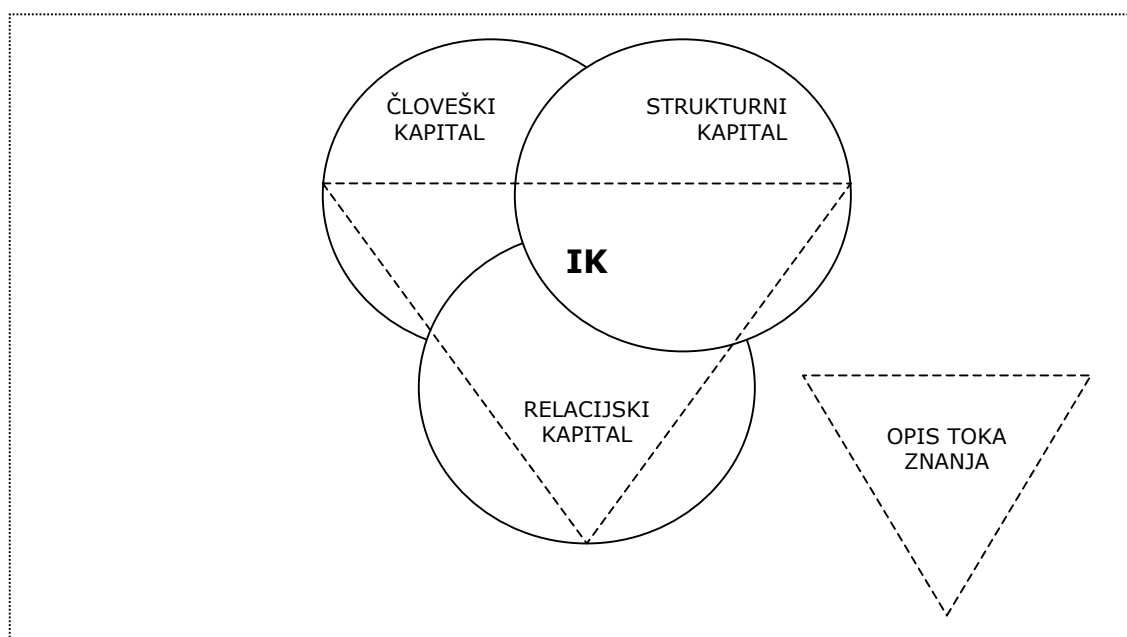 ČLOVEŠKI
KAPITAL
STRUKTURNI
KAPITAL
IK
RELACIJSKI
KAPITAL
OPIS TOKA
ZNANJA